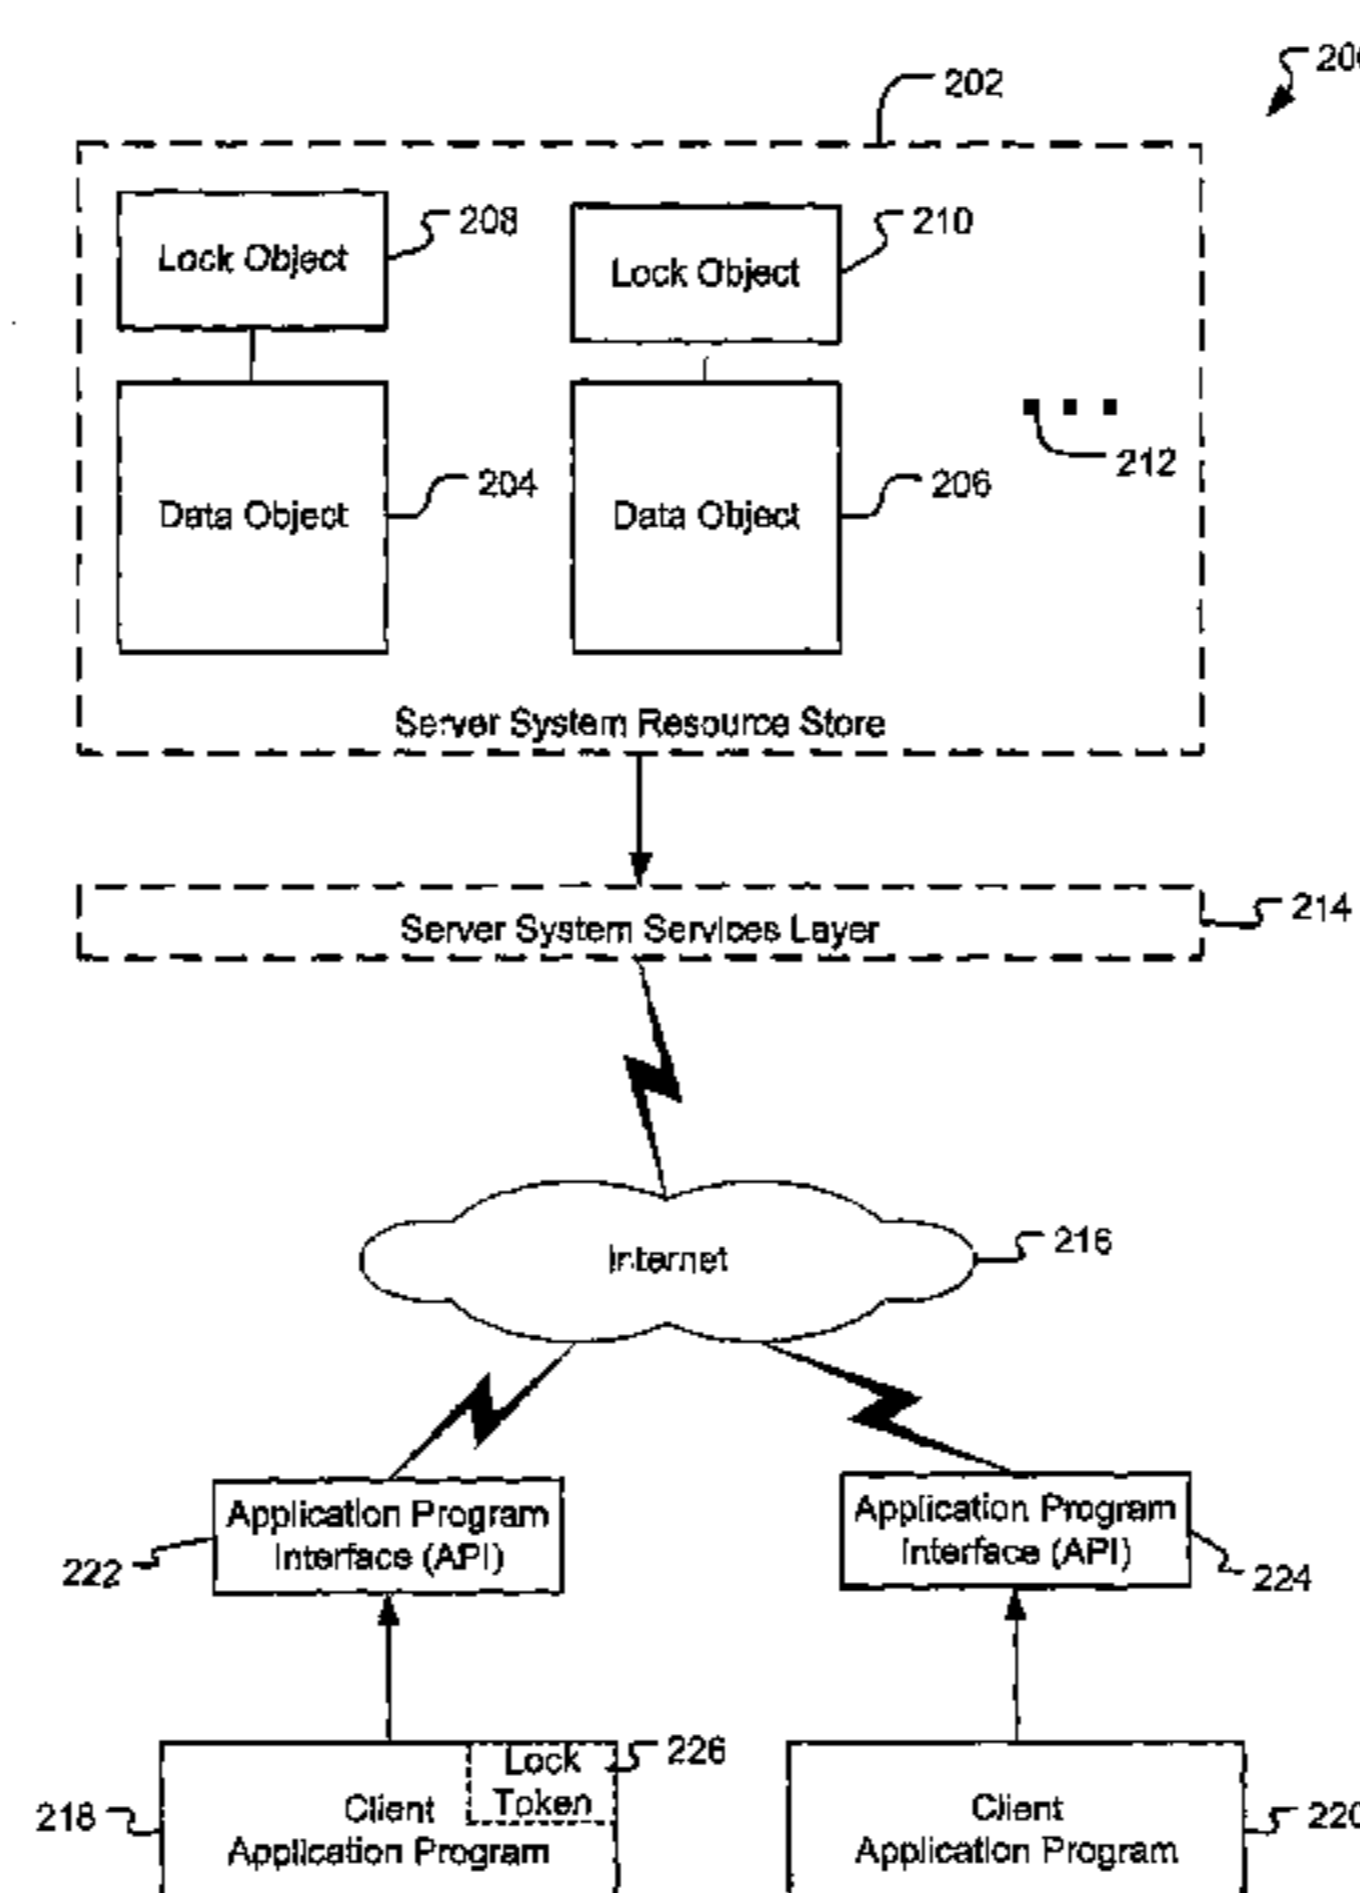 200
202
208
210
Lock Object
Lock Object
212
204
206
Data Object
Data Object
Server System Resource Store
214
Server System Services Layer
Internet
216
Application Program
Interface (API)
222
Application Program
Interface (API)
224
Lock
Token
226
218
Client
Application Program
Client
Application Program
220